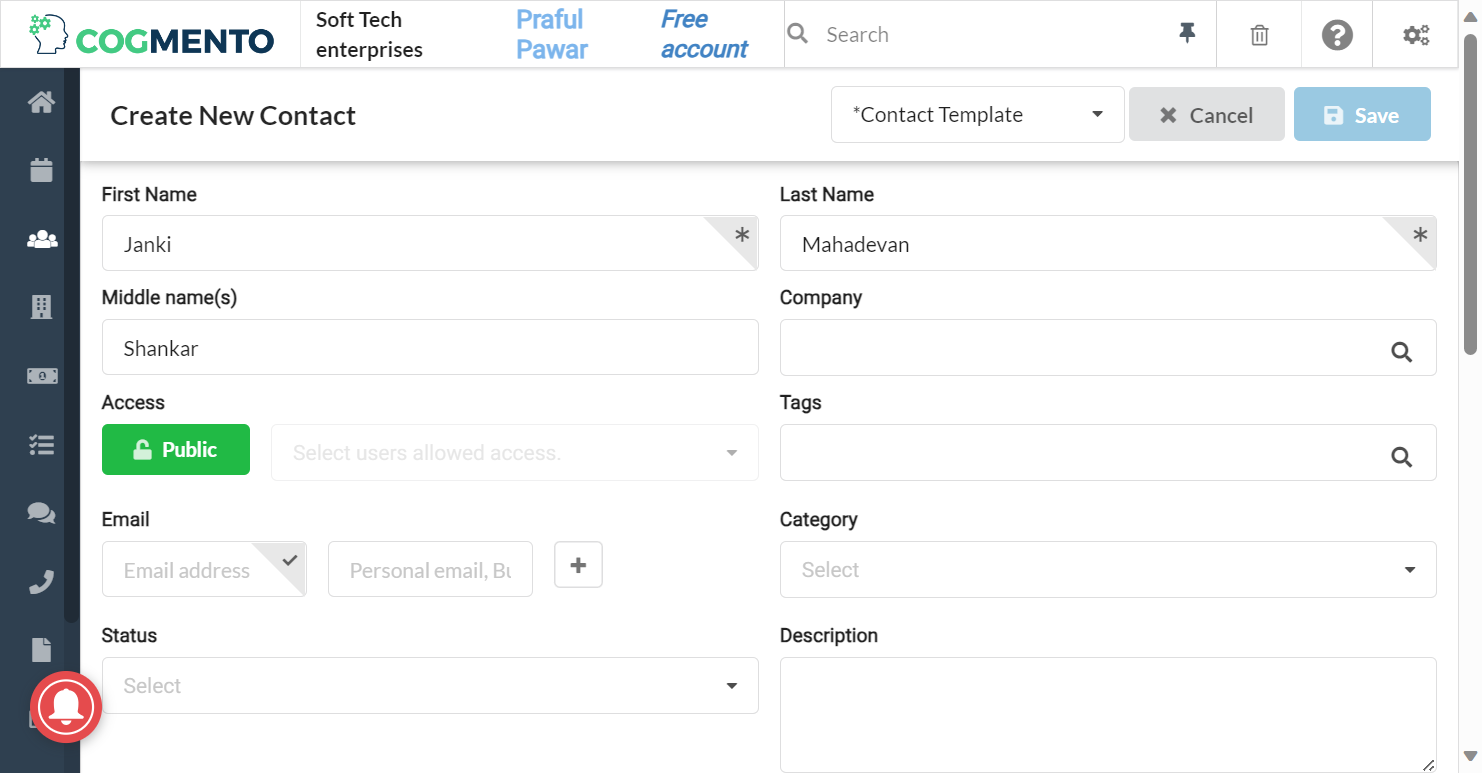 COGMENTO
Soft Tech
enterprises
Praful
Pawar
Free
account
Search
Create New Contact
*Contact Template
Cancel
Save
First Name
Last Name
Janki
Mahadevan
Middle name(s)
Company
Shankar
Access
Tags
Public
Select users allowed access.
Email
Category
Email address
Personal email, Bu
Select
Status
Description
Select